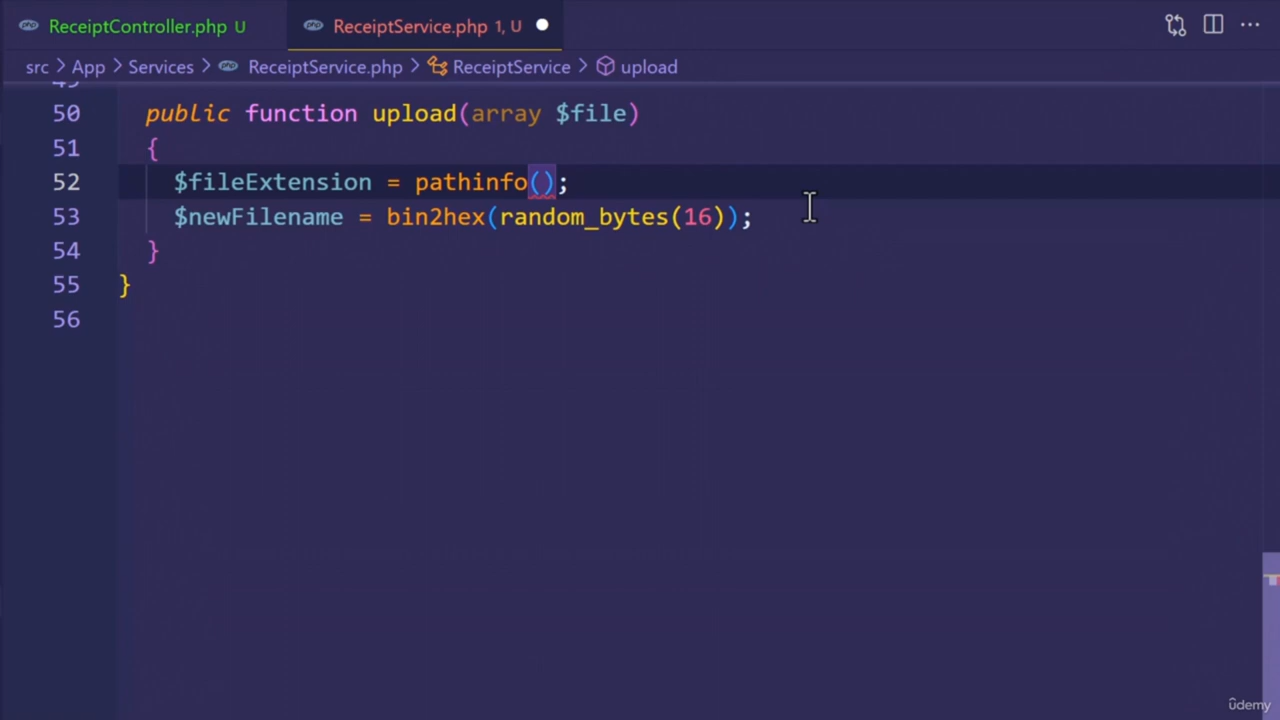 ReceiptController.php U
ReceiptService.php 1, U
src > App > Services > ReceiptService.php > ReceiptService > upload
50 public function upload(array $file)
51 {
52 $fileExtension = pathinfo();
53 $newFilename = bin2hex(random_bytes(16));
54 }
55 }
56
udemy